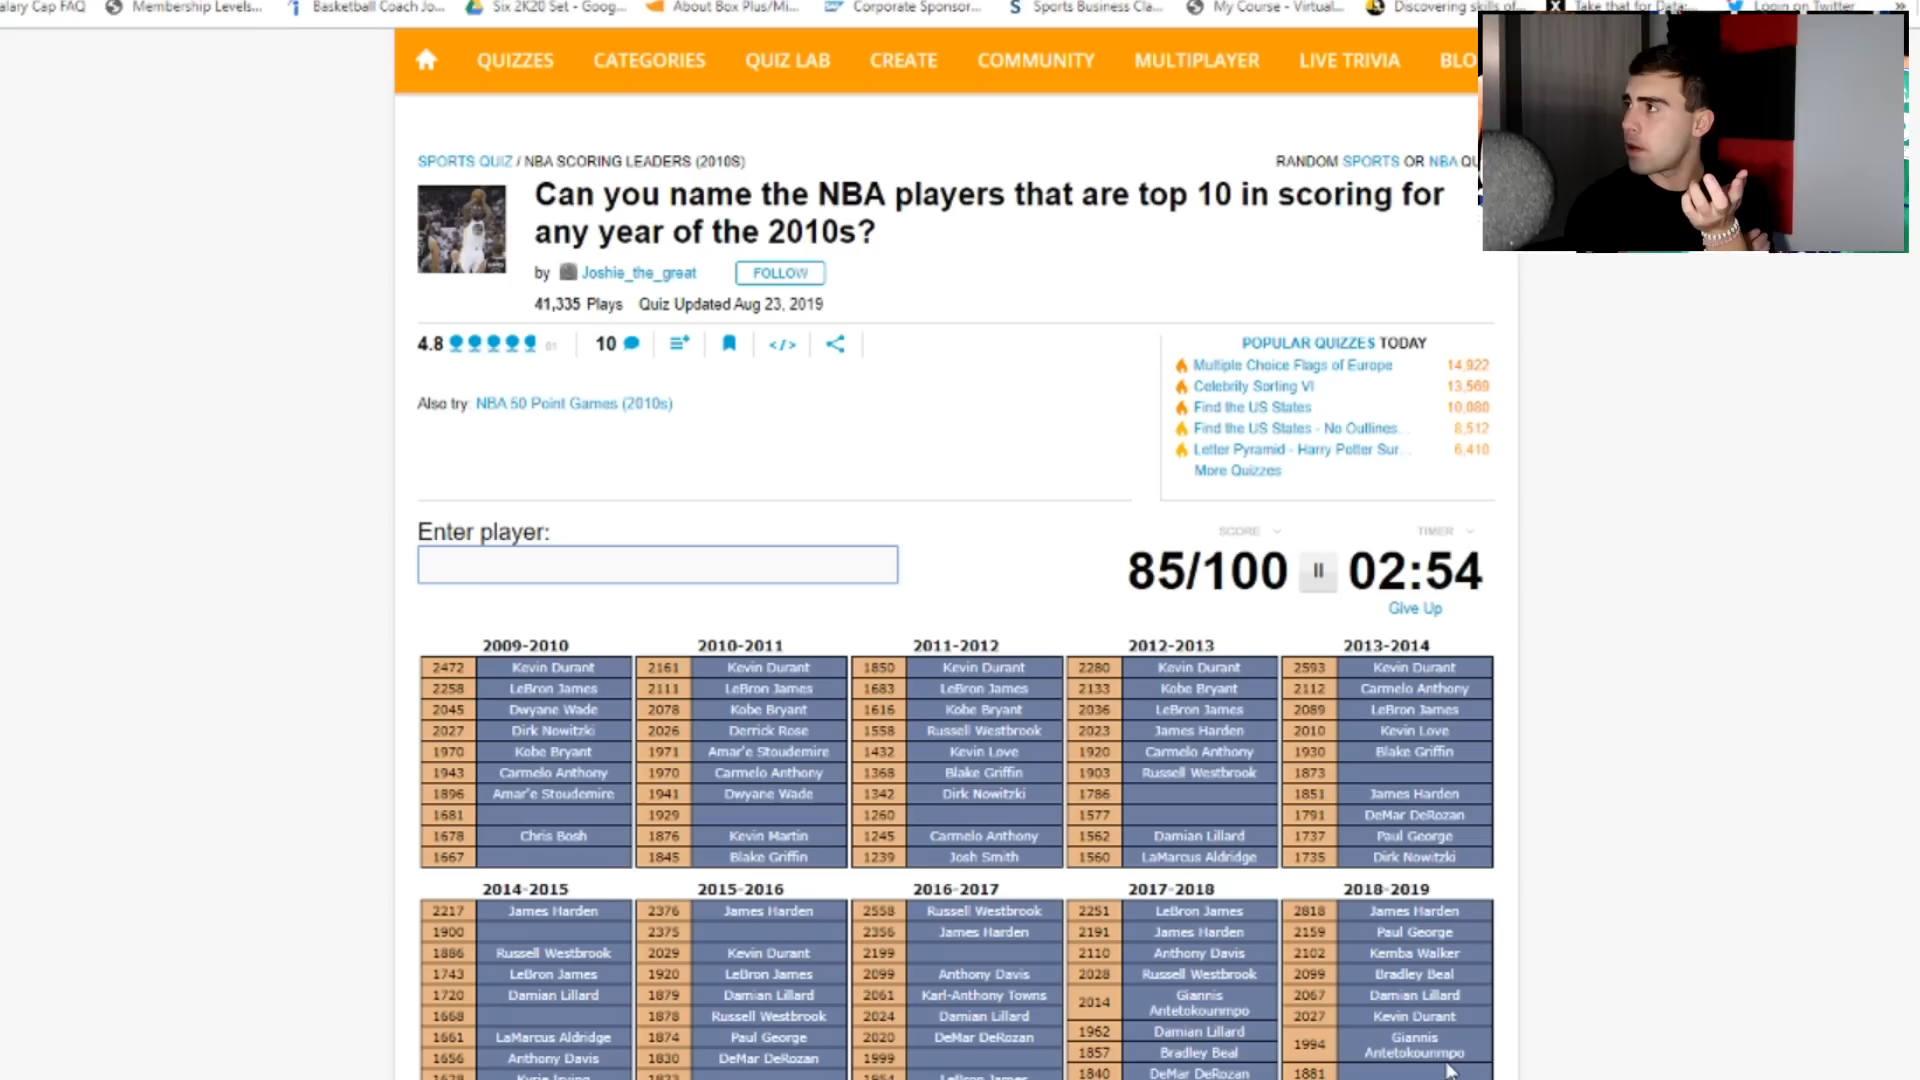 alary Cap FAQ Membership Levels... Basketball Coach Jo... Six 2K20 Set - Goog... About Box Plus/Mi... Corporate Sponsor... Sports Business Cla... My Course - Virtual... Discovering skills of... Take that for Data:... Login on Twitter »
QUIZZES CATEGORIES QUIZ LAB CREATE COMMUNITY MULTIPLAYER LIVE TRIVIA BLO
SPORTS QUIZ / NBA SCORING LEADERS (2010S) RANDOM SPORTS OR NBA QU
Can you name the NBA players that are top 10 in scoring for
any year of the 2010s?
by Joshie_the_great FOLLOW
41,335 Plays Quiz Updated Aug 23, 2019
4.8 10 </>
POPULAR QUIZZES TODAY
Multiple Choice Flags of Europe 14,922
Celebrity Sorting VI 13,569
Find the US States 10,080
Find the US States - No Outlines... 8,512
Letter Pyramid - Harry Potter Sur... 6,410
More Quizzes
Also try: NBA 50 Point Games (2010s)
Enter player:
SCORE TIMER
85/100 02:54
Give Up
2009-2010 2010-2011 2011-2012 2012-2013 2013-2014
2472 Kevin Durant 2161 Kevin Durant 1850 Kevin Durant 2280 Kevin Durant 2593 Kevin Durant
2258 LeBron James 2111 LeBron James 1683 LeBron James 2133 Kobe Bryant 2112 Carmelo Anthony
2045 Dwyane Wade 2078 Kobe Bryant 1616 Kobe Bryant 2036 LeBron James 2089 LeBron James
2027 Dirk Nowitzki 2026 Derrick Rose 1558 Russell Westbrook 2023 James Harden 2010 Kevin Love
1970 Kobe Bryant 1971 Amar'e Stoudemire 1432 Kevin Love 1920 Carmelo Anthony 1930 Blake Griffin
1943 Carmelo Anthony 1970 Carmelo Anthony 1368 Blake Griffin 1903 Russell Westbrook 1873
1896 Amar'e Stoudemire 1941 Dwyane Wade 1342 Dirk Nowitzki 1786 1851 James Harden
1681 1929 1260 1577 1791 DeMar DeRozan
1678 Chris Bosh 1876 Kevin Martin 1245 Carmelo Anthony 1562 Damian Lillard 1737 Paul George
1667 1845 Blake Griffin 1239 Josh Smith 1560 LaMarcus Aldridge 1735 Dirk Nowitzki
2014-2015 2015-2016 2016-2017 2017-2018 2018-2019
2217 James Harden 2376 James Harden 2558 Russell Westbrook 2251 LeBron James 2818 James Harden
1900 2375 2356 James Harden 2191 James Harden 2159 Paul George
1886 Russell Westbrook 2029 Kevin Durant 2199 2110 Anthony Davis 2102 Kemba Walker
1743 LeBron James 1920 LeBron James 2099 Anthony Davis 2028 Russell Westbrook 2099 Bradley Beal
1720 Damian Lillard 1879 Damian Lillard 2061 Karl-Anthony Towns 2014 Giannis Antetokounmpo 2067 Damian Lillard
1668 1878 Russell Westbrook 2024 Damian Lillard 1962 Damian Lillard 2027 Kevin Durant
1661 LaMarcus Aldridge 1874 Paul George 2020 DeMar DeRozan 1857 Bradley Beal 1994 Giannis Antetokounmpo
1656 Anthony Davis 1830 DeMar DeRozan 1999 1840 DeMar DeRozan 1881
1628 Kyrie Irving 1823 1954 LeBron James